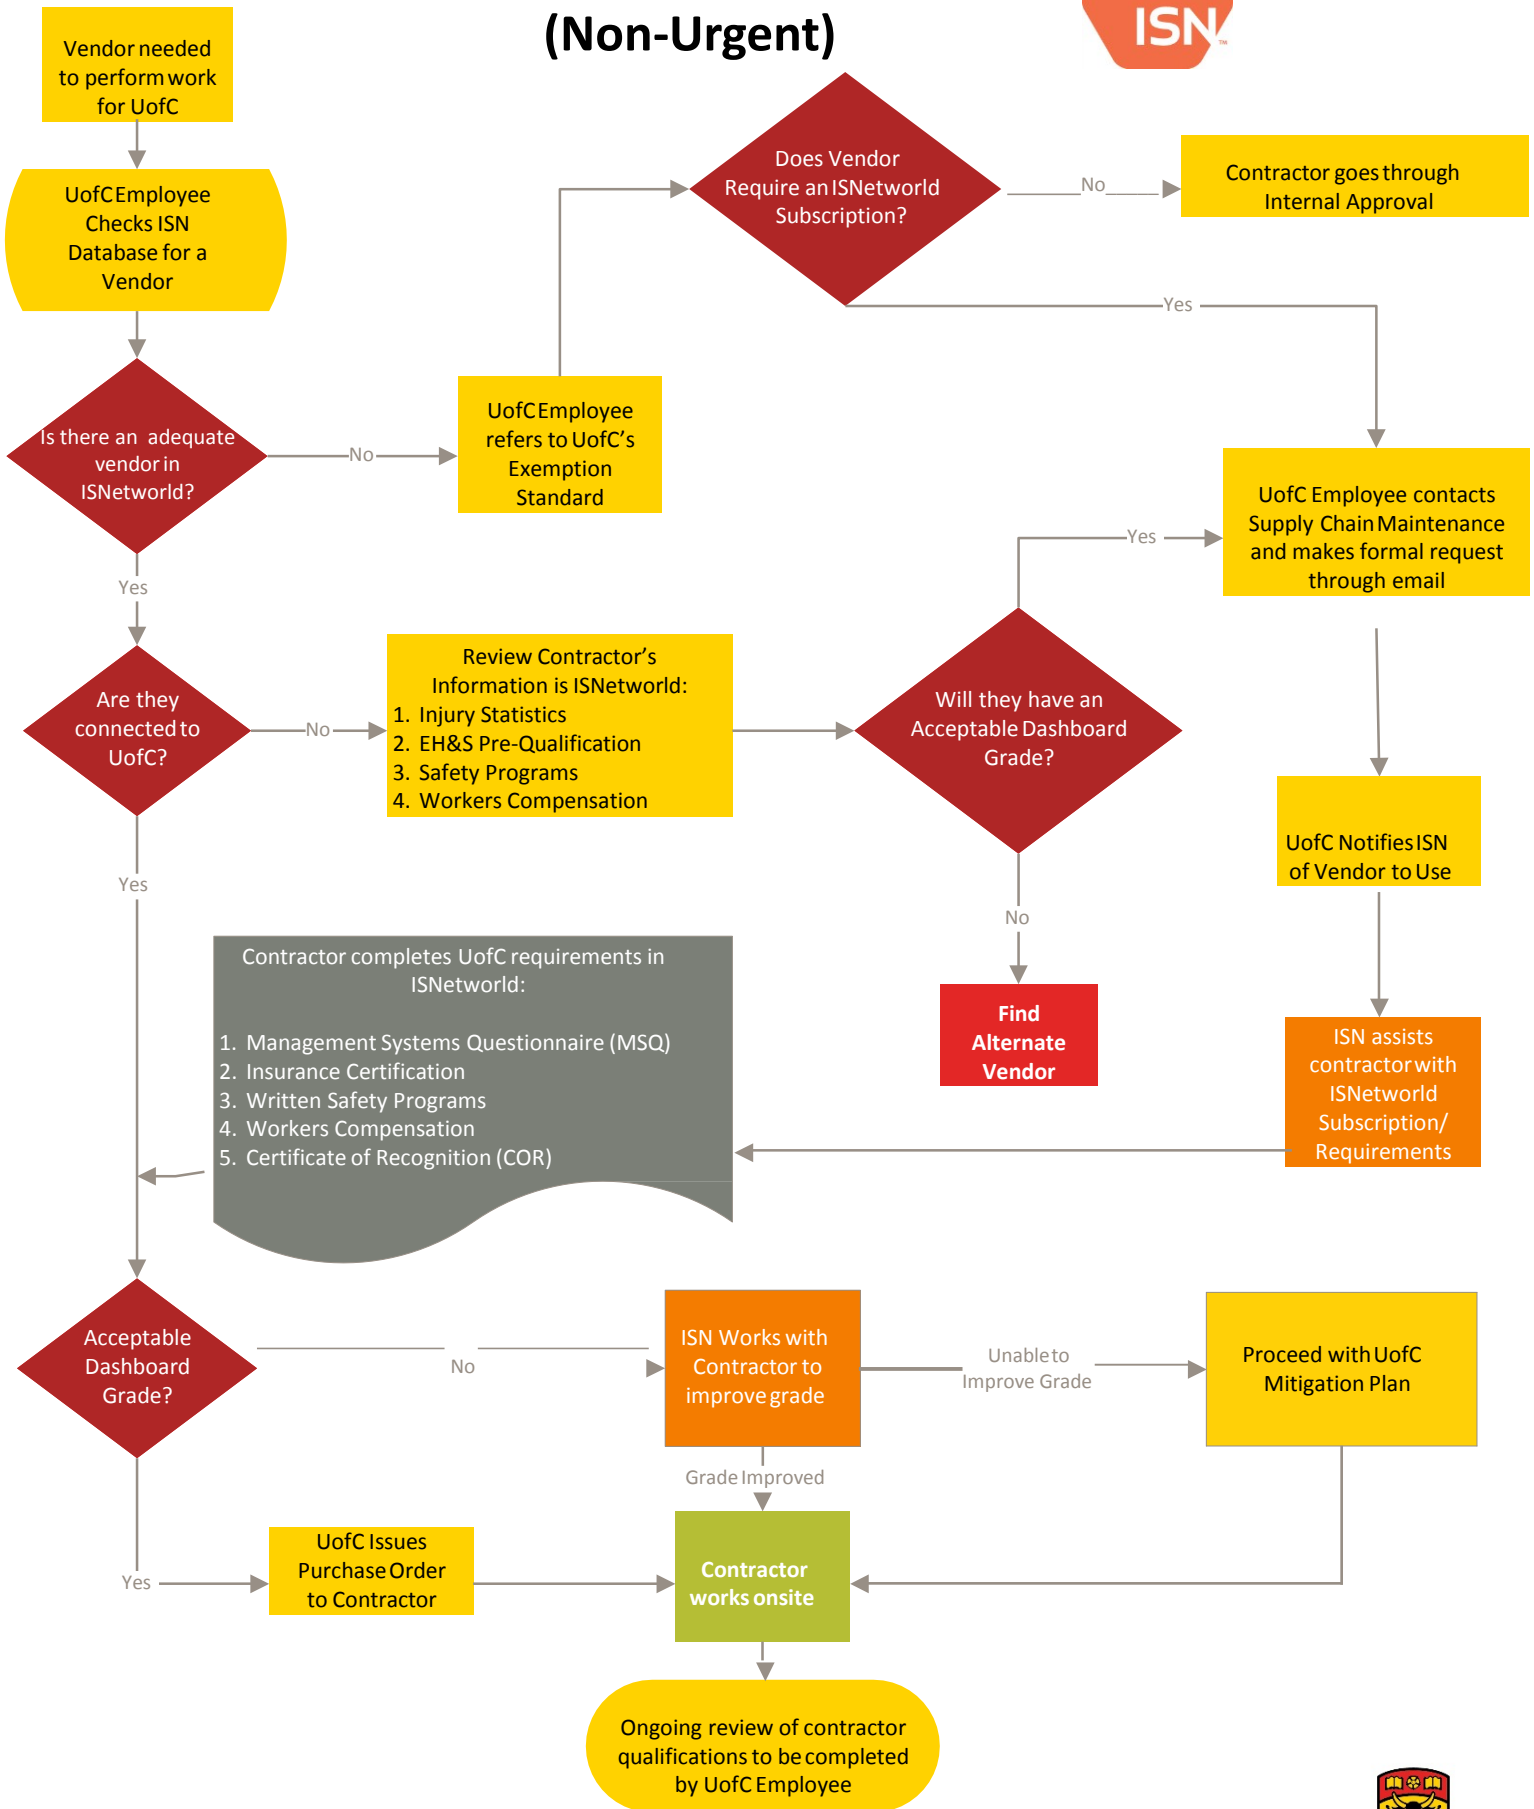 (Non-Urgent)
ISN
™
Vendor needed
to perform work
for UofC
UofC Employee
Checks ISN
Database for a
Vendor
Does Vendor
Require an ISNetworld
Subscription?
No
Contractor goes through
Internal Approval
Yes
Is there an adequate
vendor in
ISNetworld?
No
UofC Employee
refers to UofC's
Exemption
Standard
UofC Employee contacts
Supply Chain Maintenance
and makes formal request
through email
Yes
Yes
Are they
connected to
UofC?
No
Review Contractor's
Information is ISNetworld:
1. Injury Statistics
2. EH&S Pre-Qualification
3. Safety Programs
4. Workers Compensation
Will they have an
Acceptable Dashboard
Grade?
UofC Notifies ISN
of Vendor to Use
Yes
No
Find
Alternate
Vendor
ISN assists
contractor with
ISNetworld
Subscription/
Requirements
Contractor completes UofC requirements in
ISNetworld:
1. Management Systems Questionnaire (MSQ)
2. Insurance Certification
3. Written Safety Programs
4. Workers Compensation
5. Certificate of Recognition (COR)
Acceptable
Dashboard
Grade?
No
ISN Works with
Contractor to
improve grade
Unable to
Improve Grade
Proceed with UofC
Mitigation Plan
Grade Improved
Yes
UofC Issues
Purchase Order
to Contractor
Contractor
works onsite
Ongoing review of contractor
qualifications to be completed
by UofC Employee